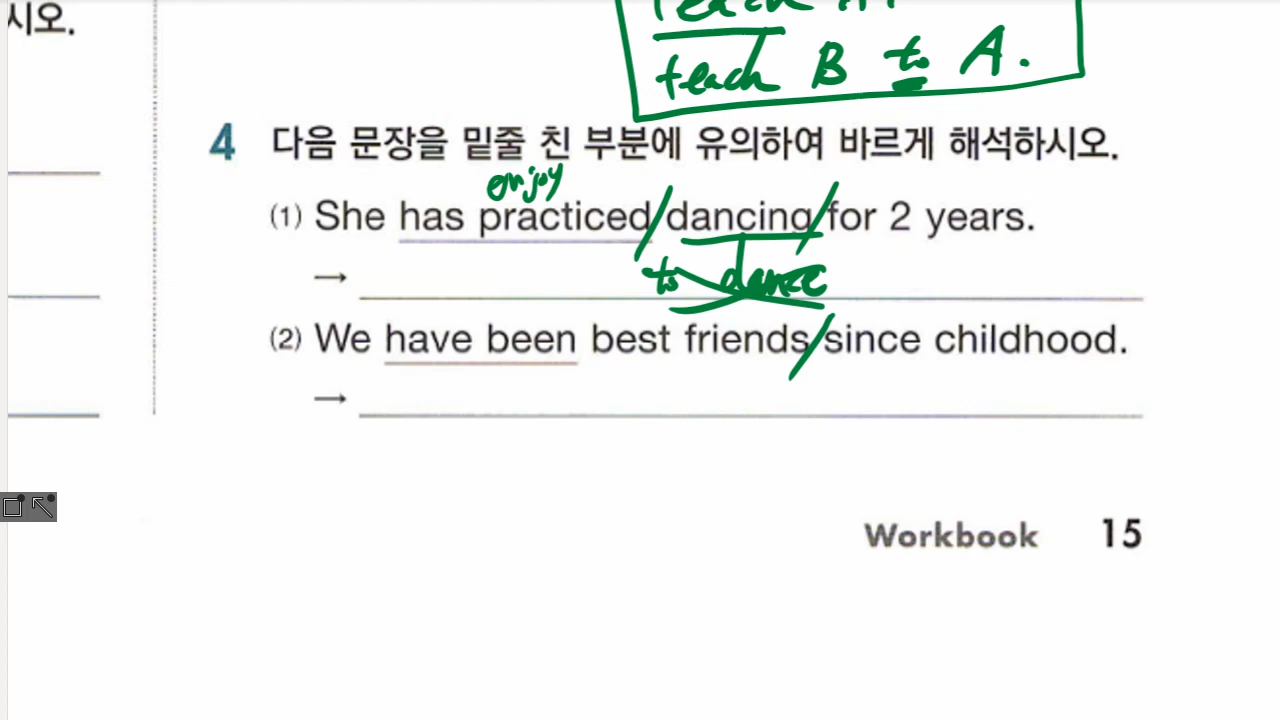 시오.
teach
teach B to A.
4 다음 문장을 밑줄 친 부분에 유의하여 바르게 해석하시오.
enjoy
(1) She has practiced/dancing/for 2 years.
→
to dance
(2) We have been best friends/since childhood.
→
Workbook 15